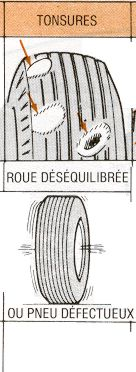 TONSURES
ROUE DÉSÉQUILIBRÉE
OU PNEU DÉFECTUEUX